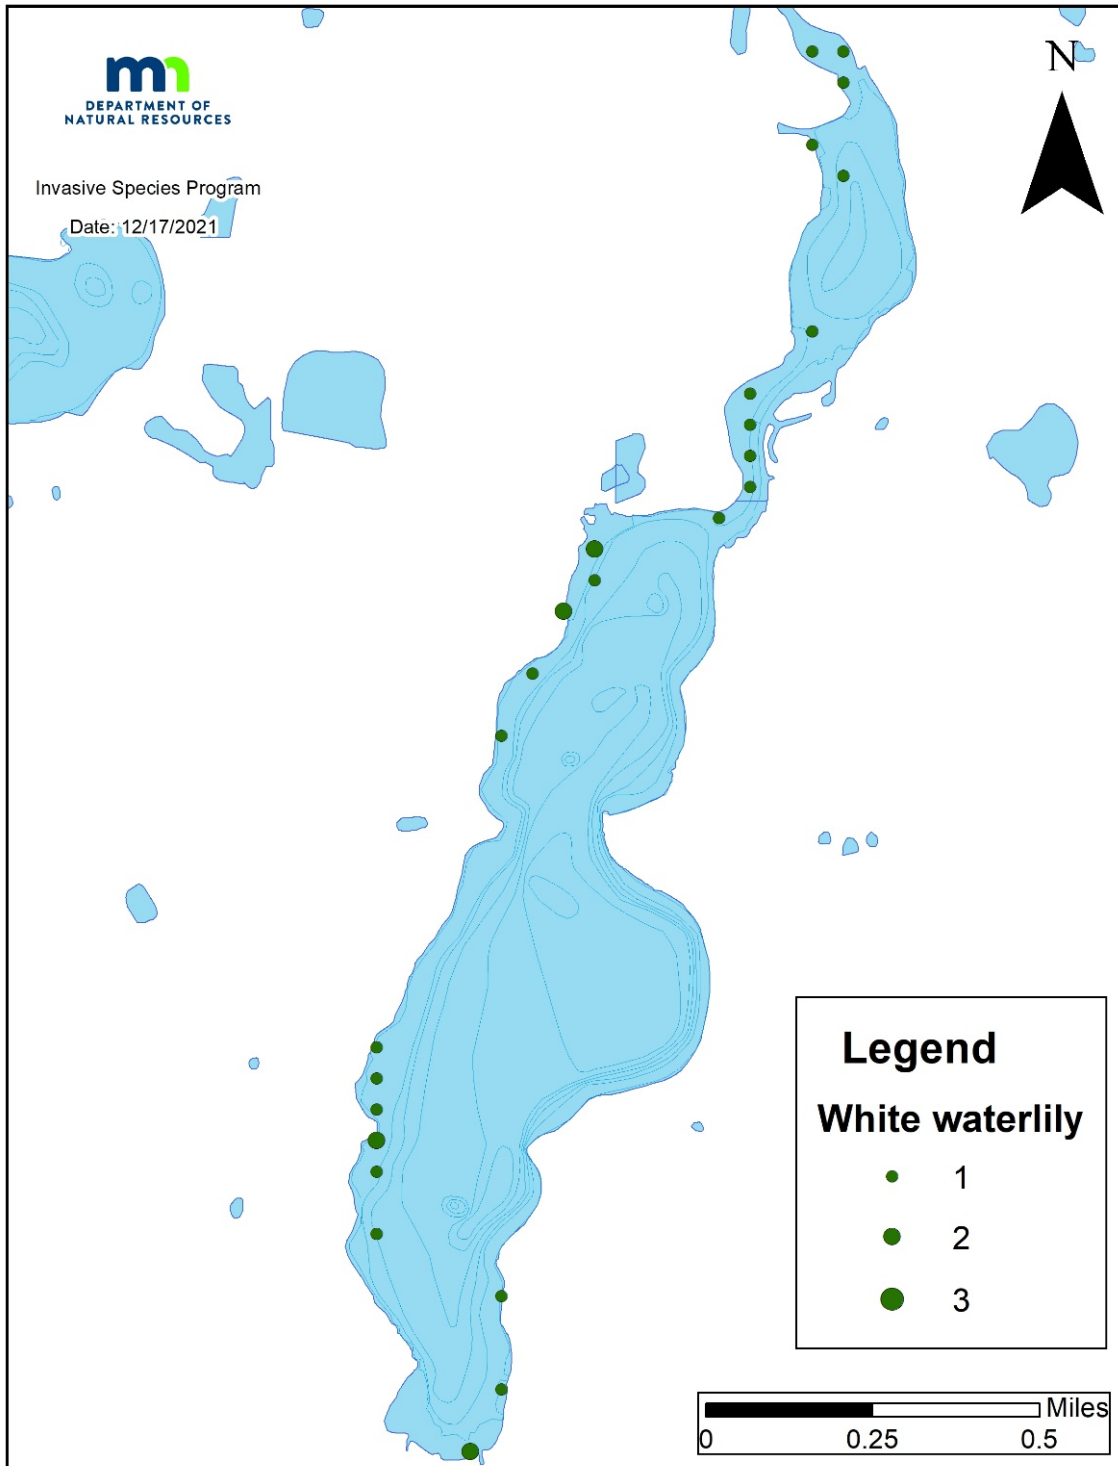 mn
DEPARTMENT OF
NATURAL RESOURCES
Invasive Species Program
Date: 12/17/2021
N
Legend
White waterlily
1
2
3
Miles
0 0.25 0.5